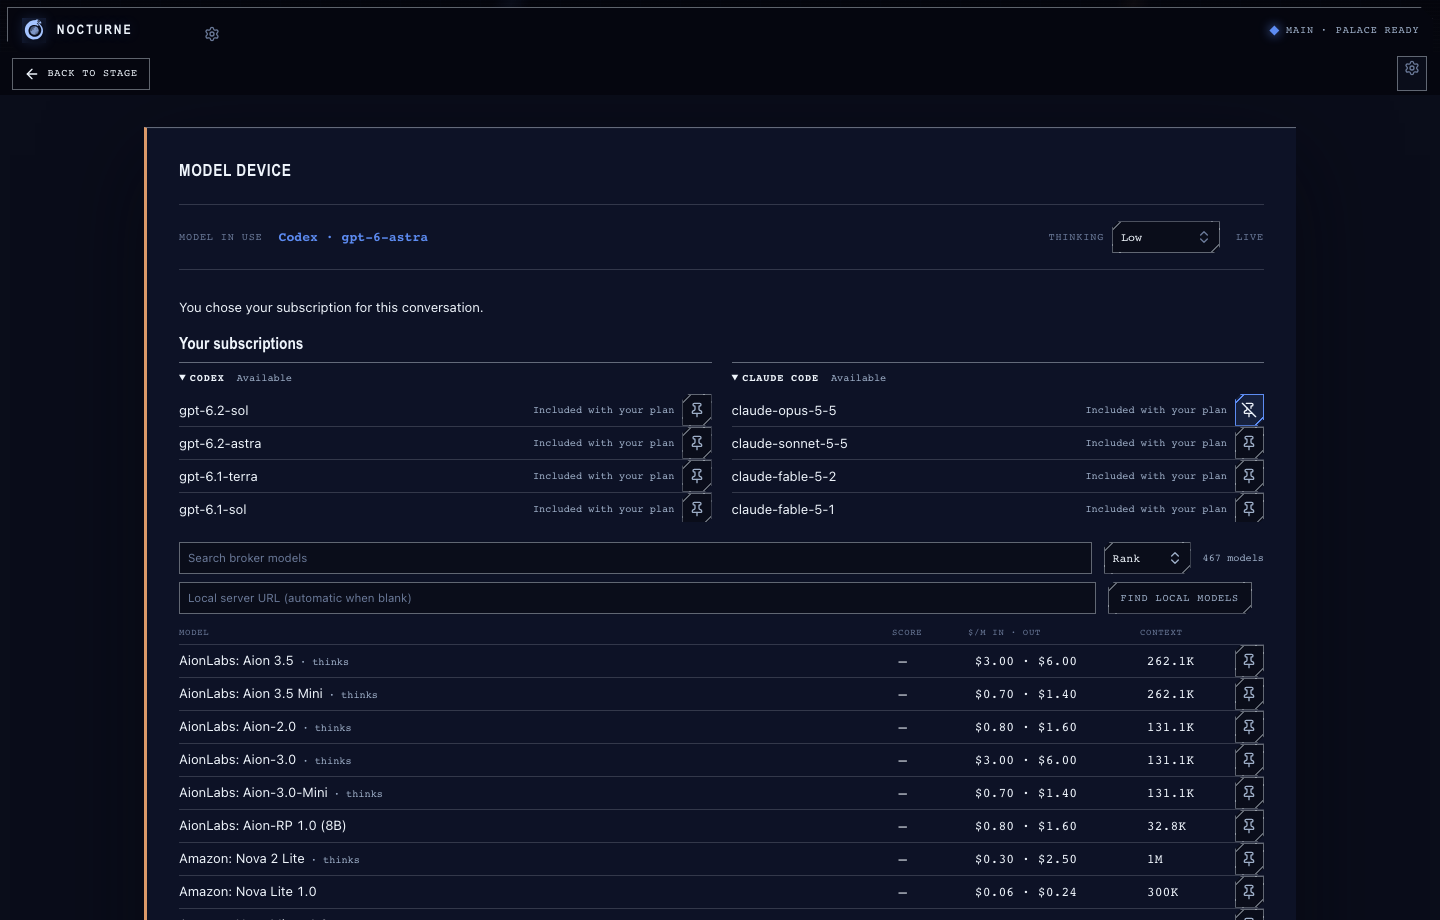 NOCTURNE
MAIN · PALACE READY
BACK TO STAGE
MODEL DEVICE
MODEL IN USE Codex · gpt-6-astra THINKING Low LIVE
You chose your subscription for this conversation.
Your subscriptions
CODEX Available
gpt-6.2-sol Included with your plan
gpt-6.2-astra Included with your plan
gpt-6.1-terra Included with your plan
gpt-6.1-sol Included with your plan
CLAUDE CODE Available
claude-opus-5-5 Included with your plan
claude-sonnet-5-5 Included with your plan
claude-fable-5-2 Included with your plan
claude-fable-5-1 Included with your plan
Search broker models Rank 467 models
Local server URL (automatic when blank) FIND LOCAL MODELS
MODEL SCORE $/M IN · OUT CONTEXT
AionLabs: Aion 3.5 · thinks — $3.00 · $6.00 262.1K
AionLabs: Aion 3.5 Mini · thinks — $0.70 · $1.40 262.1K
AionLabs: Aion-2.0 · thinks — $0.80 · $1.60 131.1K
AionLabs: Aion-3.0 · thinks — $3.00 · $6.00 131.1K
AionLabs: Aion-3.0-Mini · thinks — $0.70 · $1.40 131.1K
AionLabs: Aion-RP 1.0 (8B) — $0.80 · $1.60 32.8K
Amazon: Nova 2 Lite · thinks — $0.30 · $2.50 1M
Amazon: Nova Lite 1.0 — $0.06 · $0.24 300K